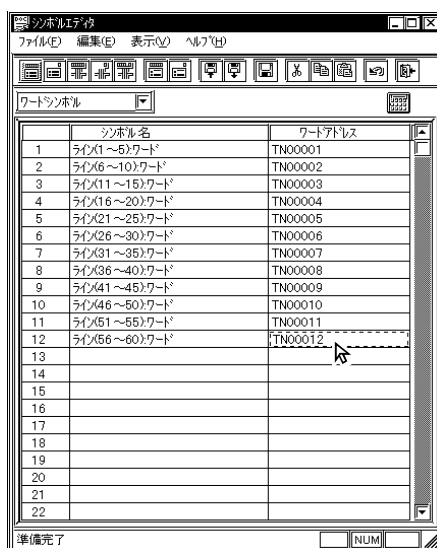 シンボルエディタ
ファイル(F) 編集(E) 表示(V) ヘルプ(H)
ワードシンボル
シンボル名 ワードアドレス
1 ライン(1～5):ワード TN00001
2 ライン(6～10):ワード TN00002
3 ライン(11～15):ワード TN00003
4 ライン(16～20):ワード TN00004
5 ライン(21～25):ワード TN00005
6 ライン(26～30):ワード TN00006
7 ライン(31～35):ワード TN00007
8 ライン(36～40):ワード TN00008
9 ライン(41～45):ワード TN00009
10 ライン(46～50):ワード TN00010
11 ライン(51～55):ワード TN00011
12 ライン(56～60):ワード TN00012
13
14
15
16
17
18
19
20
21
22
準備完了 NUM